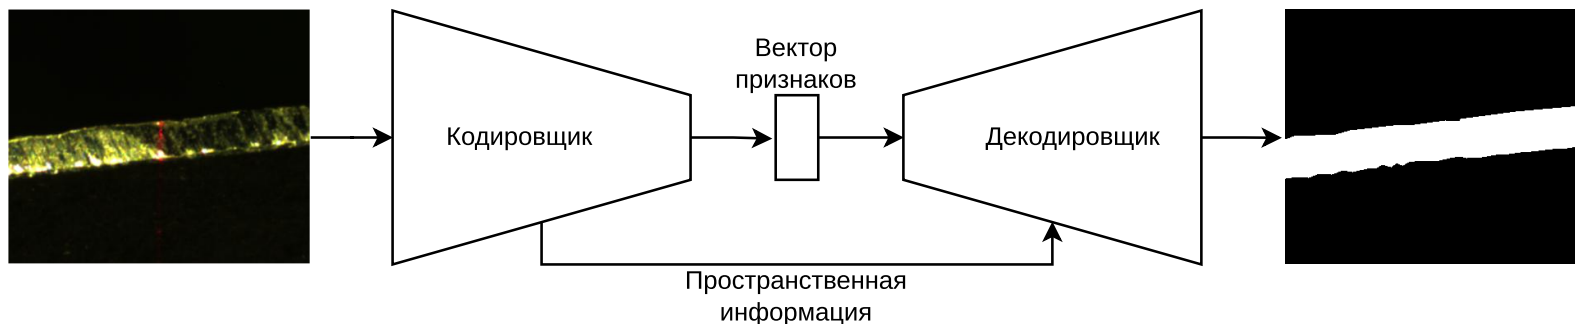 Вектор
признаков
Кодировщик
Декодировщик
Пространственная
информация